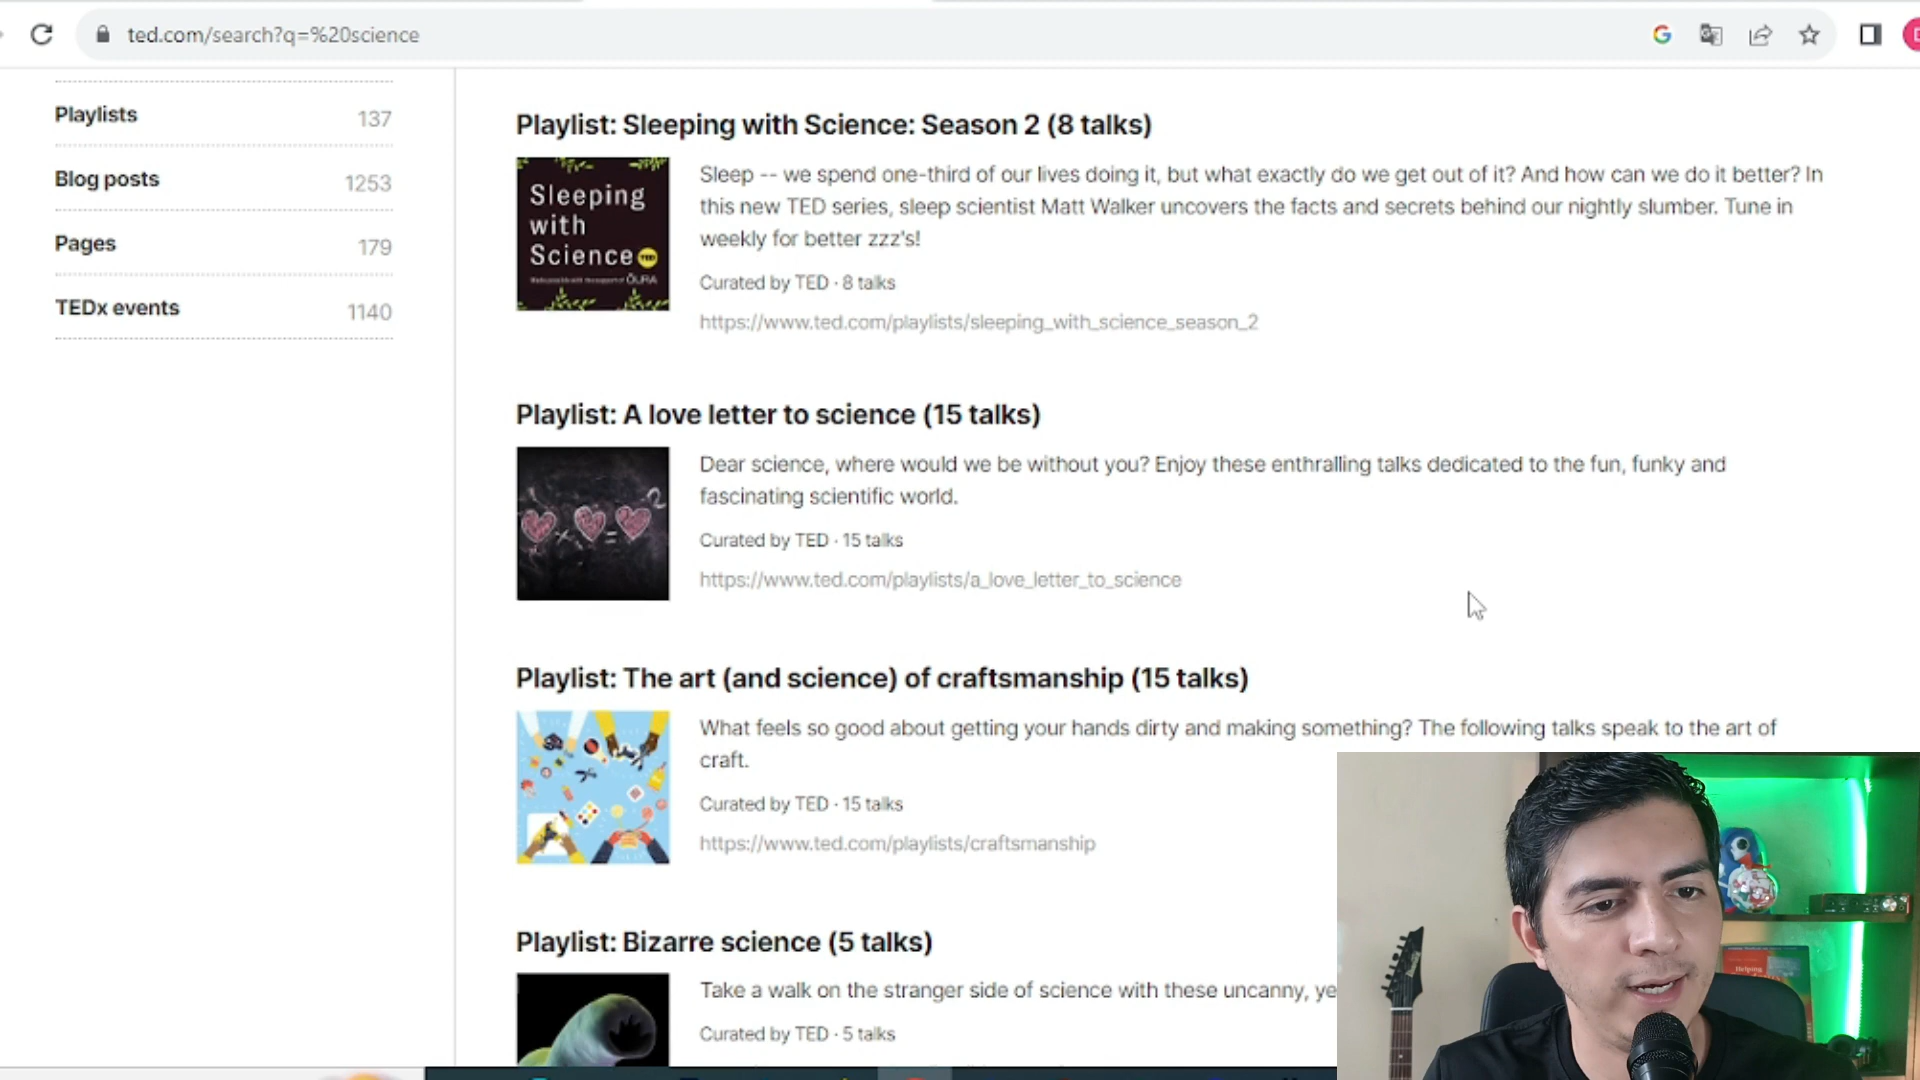 ted.com/search?q=%20science
Playlists 137
Blog posts 1253
Pages 179
TEDx events 1140
Playlist: Sleeping with Science: Season 2 (8 talks)
Sleeping
with
Science TED
ŌURA
Sleep -- we spend one-third of our lives doing it, but what exactly do we get out of it? And how can we do it better? In
this new TED series, sleep scientist Matt Walker uncovers the facts and secrets behind our nightly slumber. Tune in
weekly for better zzz's!
Curated by TED · 8 talks
https://www.ted.com/playlists/sleeping_with_science_season_2
Playlist: A love letter to science (15 talks)
Dear science, where would we be without you? Enjoy these enthralling talks dedicated to the fun, funky and
fascinating scientific world.
Curated by TED · 15 talks
https://www.ted.com/playlists/a_love_letter_to_science
Playlist: The art (and science) of craftsmanship (15 talks)
What feels so good about getting your hands dirty and making something? The following talks speak to the art of
craft.
Curated by TED · 15 talks
https://www.ted.com/playlists/craftsmanship
Playlist: Bizarre science (5 talks)
Take a walk on the stranger side of science with these uncanny, ye
Curated by TED · 5 talks
Helping